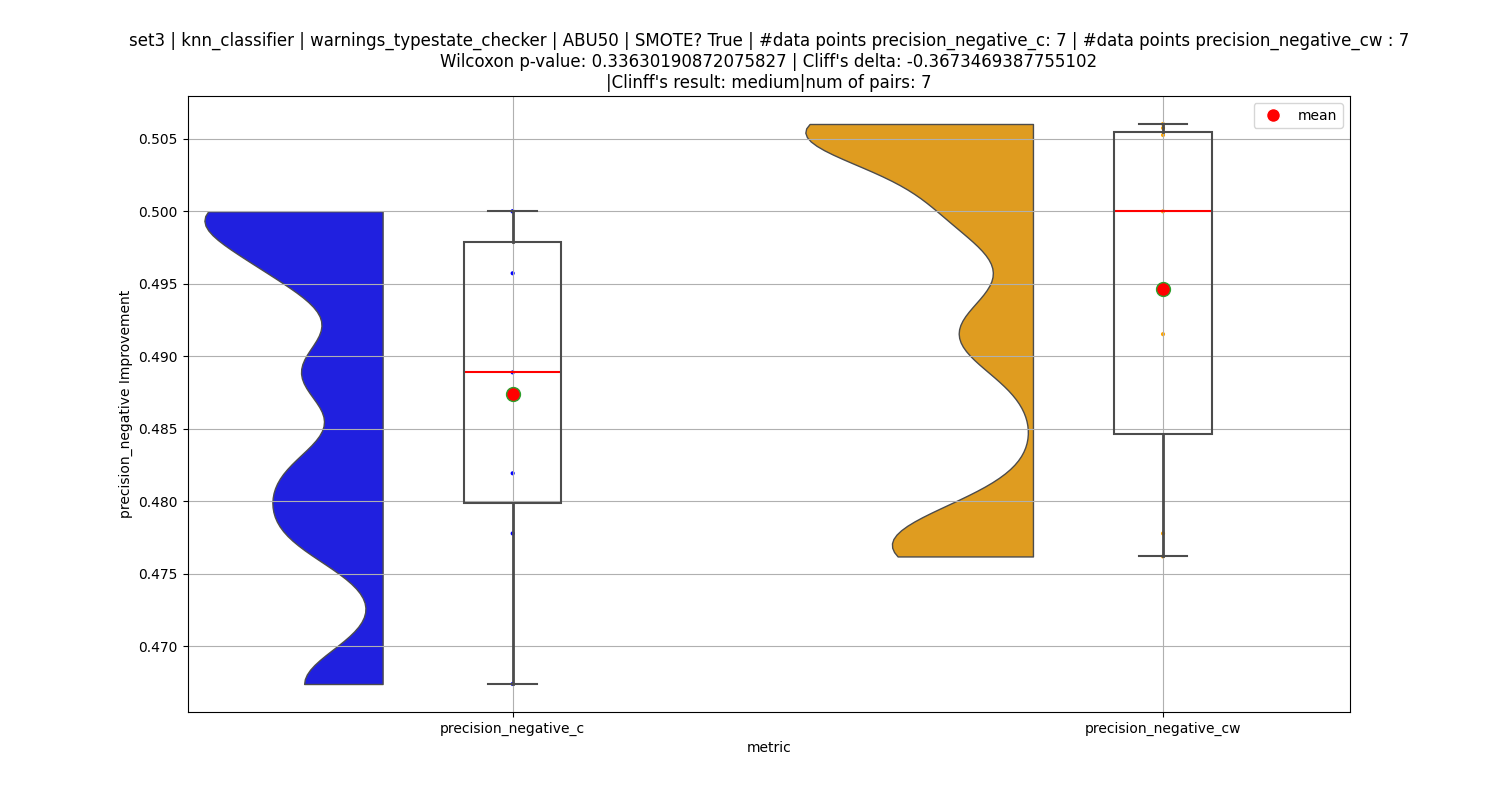 set3 | knn_classifier | warnings_typestate_checker | ABU50 | SMOTE? True | #data points precision_negative_c: 7 | #data points precision_negative_cw : 7
Wilcoxon p-value: 0.33630190872075827 | Cliff's delta: -0.3673469387755102
|Clinff's result: medium|num of pairs: 7
mean
0.505
0.500
0.495
0.490
0.485
0.480
0.475
0.470
precision_negative Improvement
precision_negative_c
precision_negative_cw
metric